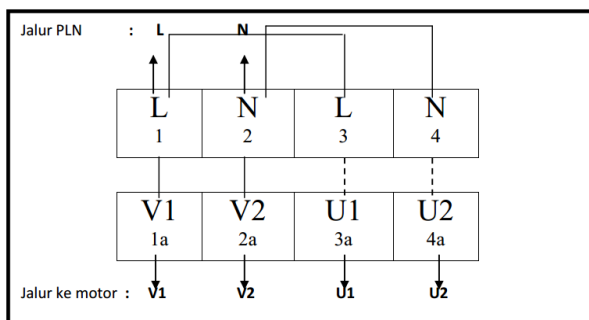 Jalur PLN : L N
L N L N
1 2 3 4
V1 V2 U1 U2
1a 2a 3a 4a
Jalur ke motor : V1 V2 U1 U2